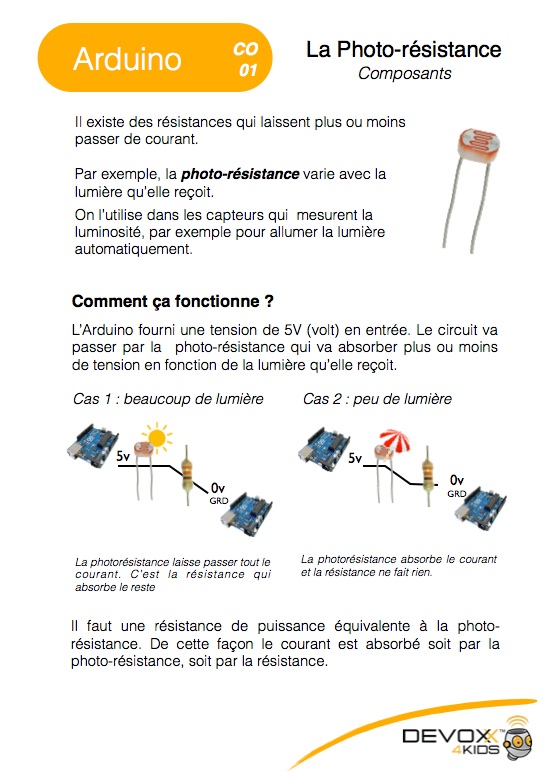 Arduino
CO
01
La Photo-résistance
Composants
Il existe des résistances qui laissent plus ou moins
passer de courant.
Par exemple, la photo-résistance varie avec la
lumière qu'elle reçoit.
On l'utilise dans les capteurs qui mesurent la
luminosité, par exemple pour allumer la lumière
automatiquement.
Comment ça fonctionne ?
L'Arduino fourni une tension de 5V (volt) en entrée. Le circuit va
passer par la photo-résistance qui va absorber plus ou moins
de tension en fonction de la lumière qu'elle reçoit.
Cas 1 : beaucoup de lumière
5v
0v
GRD
La photorésistance laisse passer tout le
courant. C'est la résistance qui
absorbe le reste
Cas 2 : peu de lumière
5v
0v
GRD
La photorésistance absorbe le courant
et la résistance ne fait rien.
Il faut une résistance de puissance équivalente à la photo-
résistance. De cette façon le courant est absorbé soit par la
photo-résistance, soit par la résistance.
DEVOXX™
4KIDS